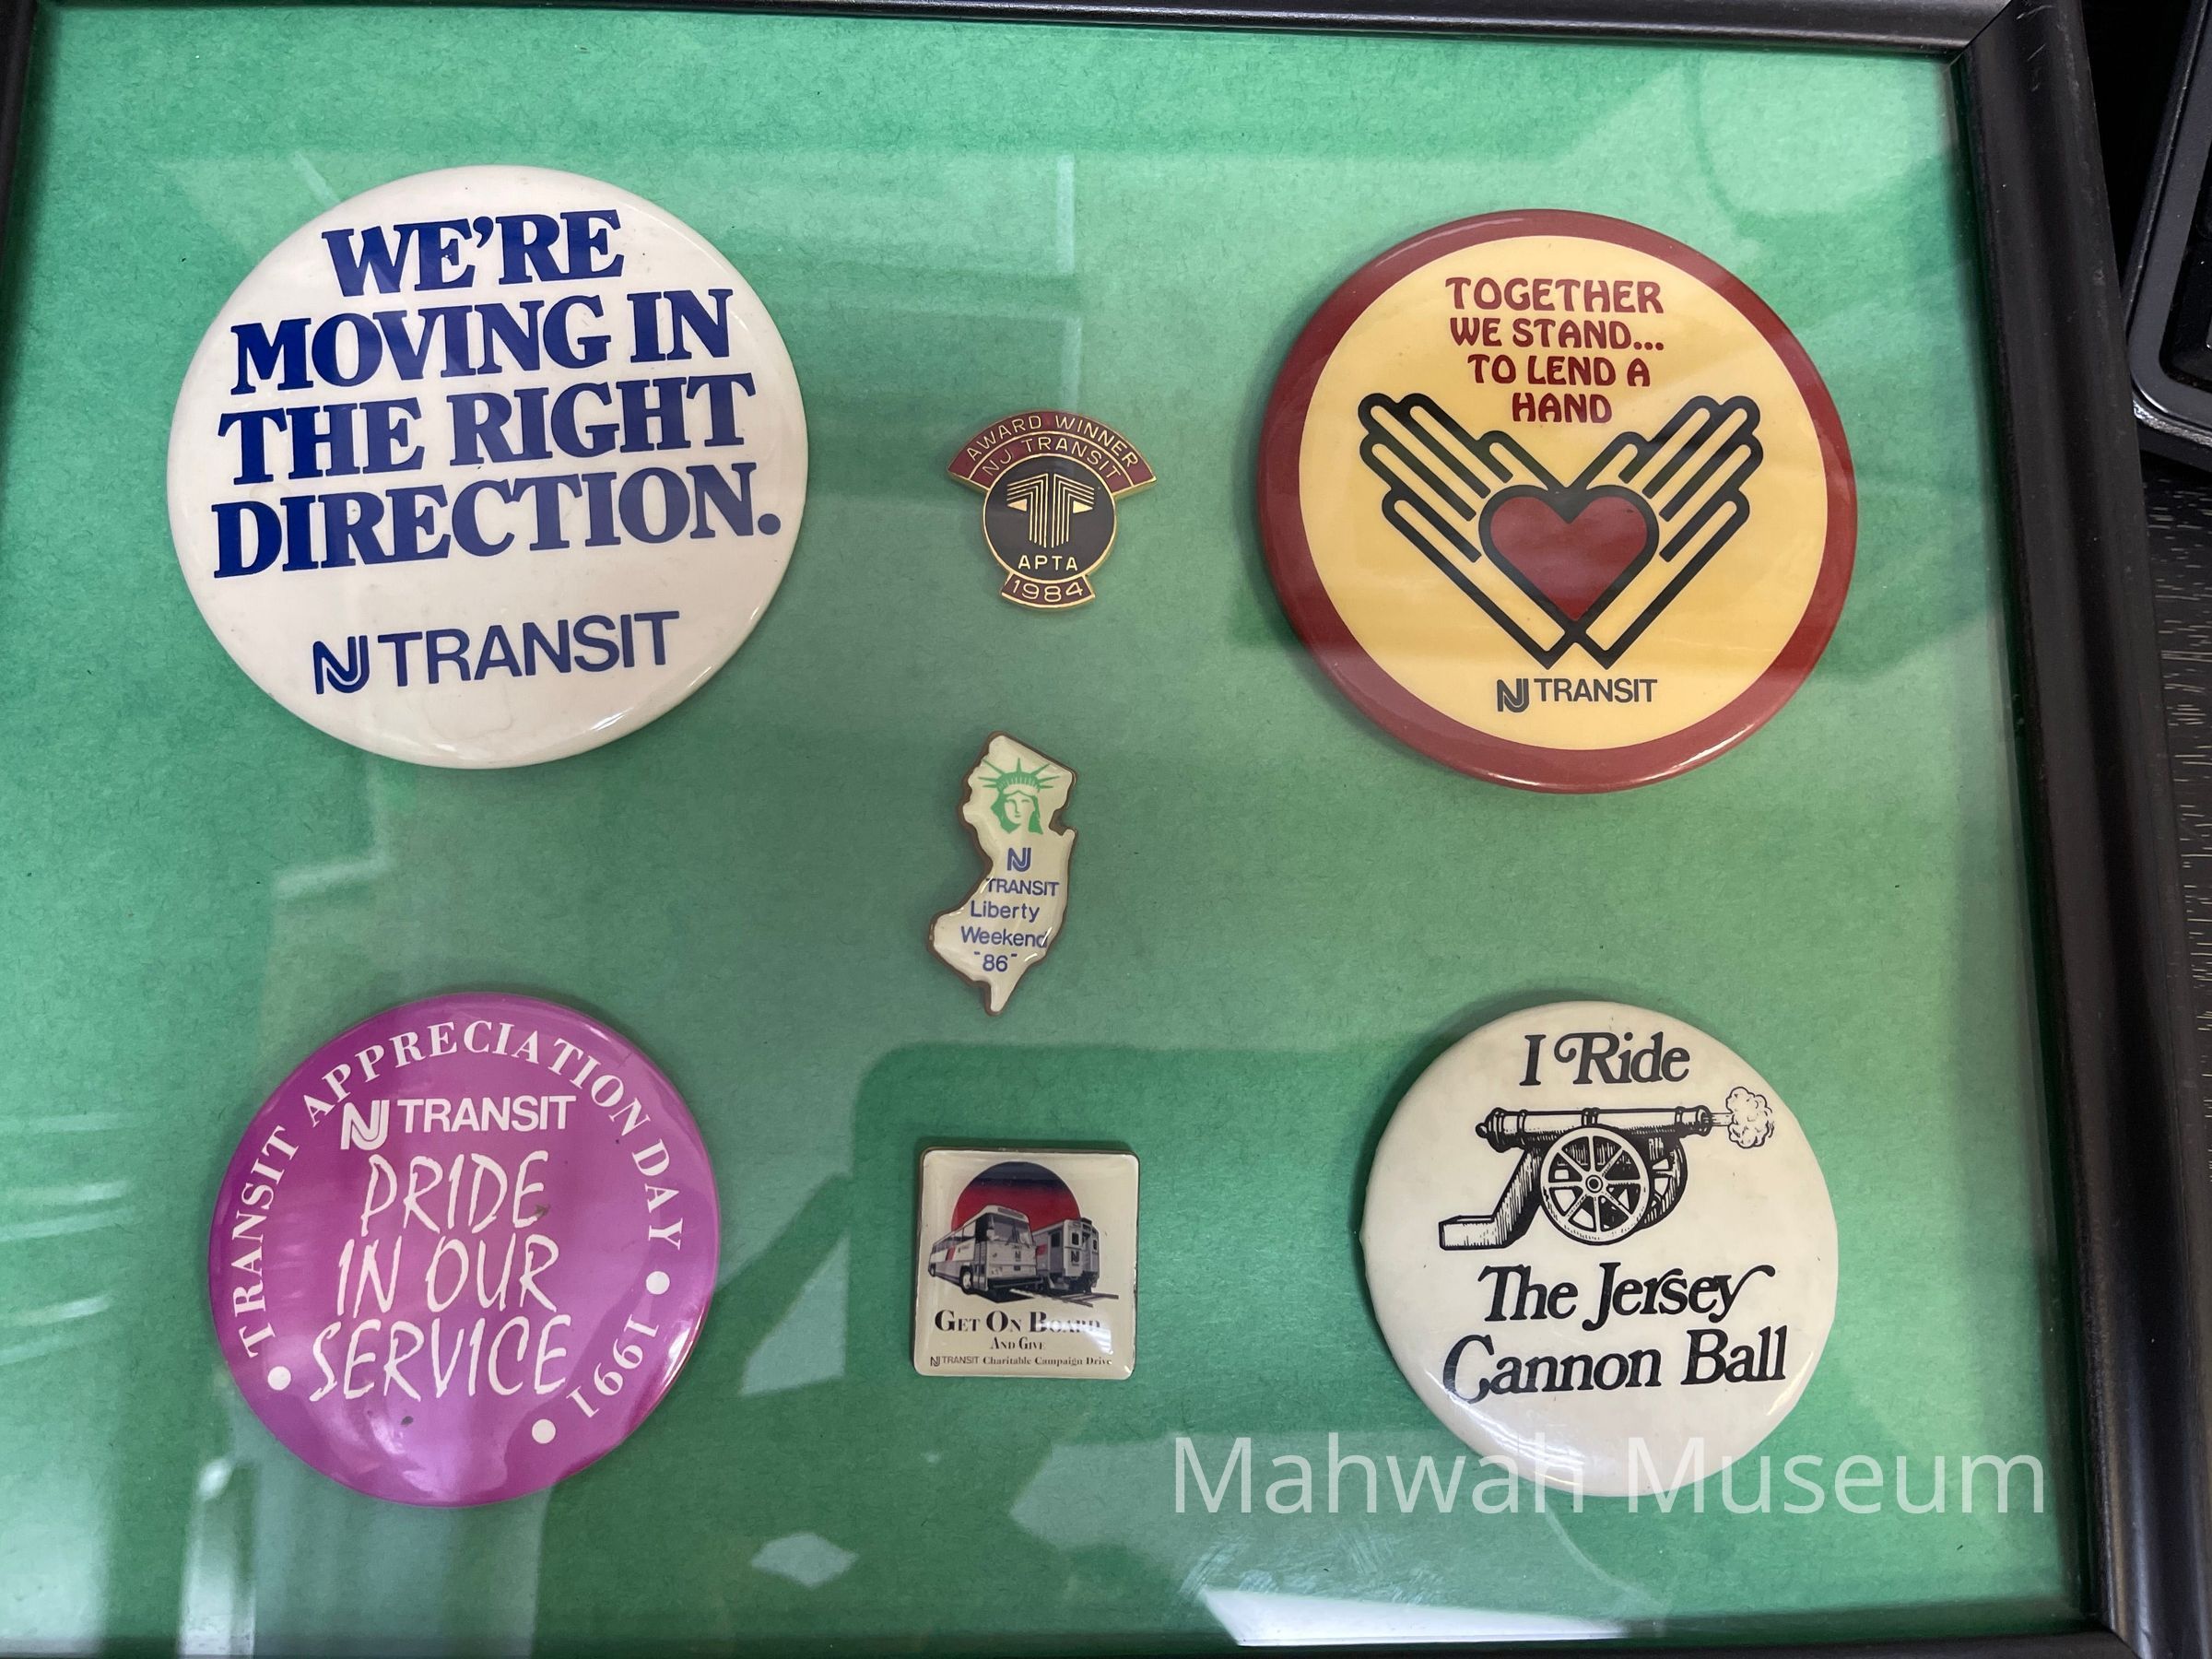 WE'RE
MOVING IN
THE RIGHT
DIRECTION.
NJ TRANSIT
AWARD WINNER
NJ TRANSIT
APTA
1984
TOGETHER
WE STAND...
TO LEND A
HAND
NJ TRANSIT
NJ
TRANSIT
Liberty
Weekend
"86"
TRANSIT APPRECIATION DAY • 1991 •
NJ TRANSIT
PRIDE
IN OUR
SERVICE
GET ON BOARD
AND GIVE
NJ TRANSIT Charitable Campaign Drive
I Ride
The Jersey
Cannon Ball
Mahwah Museum